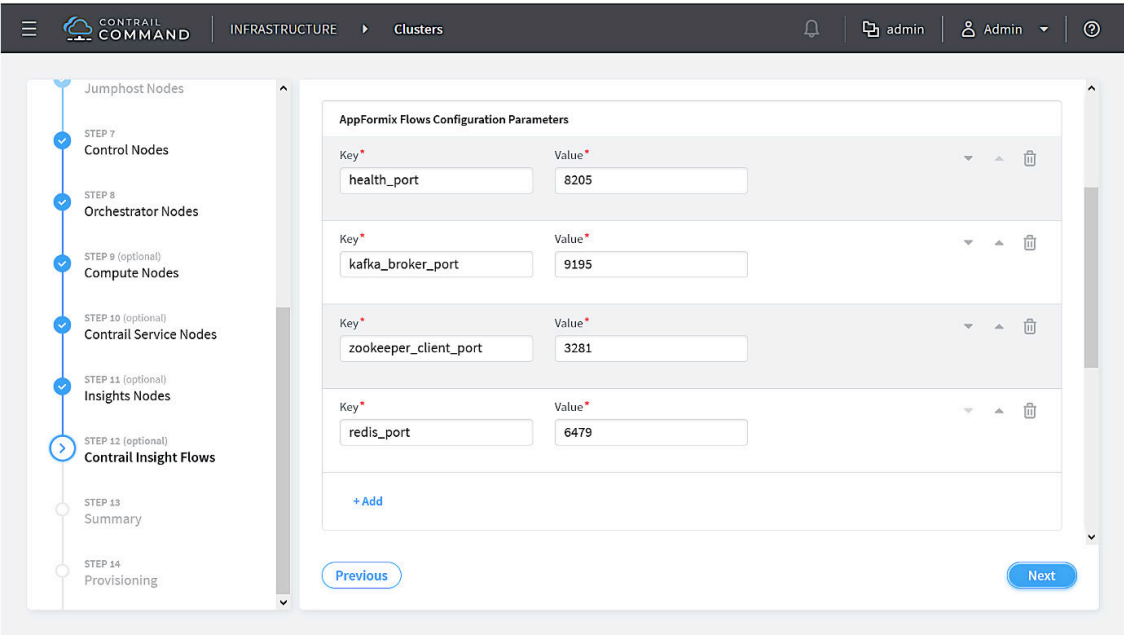 CONTRAIL
COMMAND
INFRASTRUCTURE
Clusters
admin
Admin
Jumphost Nodes
STEP 7
Control Nodes
STEP 8
Orchestrator Nodes
STEP 9 (optional)
Compute Nodes
STEP 10 (optional)
Contrail Service Nodes
STEP 11 (optional)
Insights Nodes
STEP 12 (optional)
Contrail Insight Flows
STEP 13
Summary
STEP 14
Provisioning
AppFormix Flows Configuration Parameters
Key* Value*
health_port 8205
Key* Value*
kafka_broker_port 9195
Key* Value*
zookeeper_client_port 3281
Key* Value*
redis_port 6479
+ Add
Previous Next